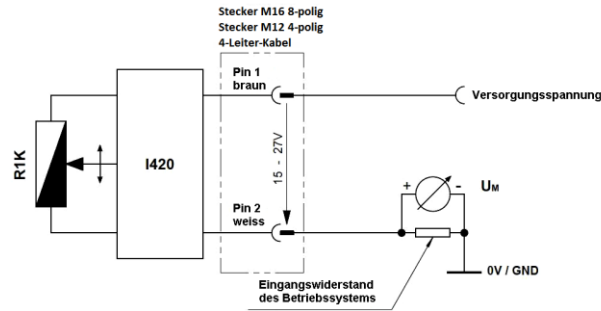 Stecker M16 8-polig
Stecker M12 4-polig
4-Leiter-Kabel
Pin 1
braun
Versorgungsspannung
R1K
I420
15 - 27V
+ -
UM
Pin 2
weiss
0V / GND
Eingangswiderstand
des Betriebssystems